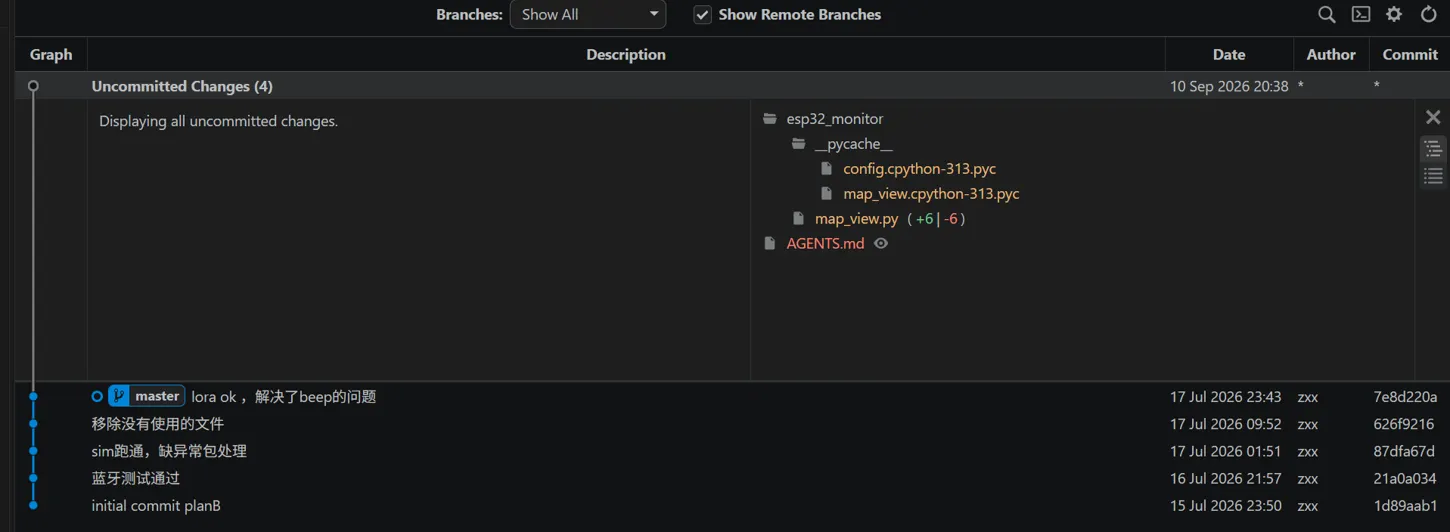 Branches: Show All Show Remote Branches
Graph Description Date Author Commit
Uncommitted Changes (4) 10 Sep 2026 20:38 * *
Displaying all uncommitted changes.
esp32_monitor
__pycache__
config.cpython-313.pyc
map_view.cpython-313.pyc
map_view.py ( +6 | -6 )
AGENTS.md
master lora ok ，解决了beep的问题 17 Jul 2026 23:43 zxx 7e8d220a
移除没有使用的文件 17 Jul 2026 09:52 zxx 626f9216
sim跑通，缺异常包处理 17 Jul 2026 01:51 zxx 87dfa67d
蓝牙测试通过 16 Jul 2026 21:57 zxx 21a0a034
initial commit planB 15 Jul 2026 23:50 zxx 1d89aab1